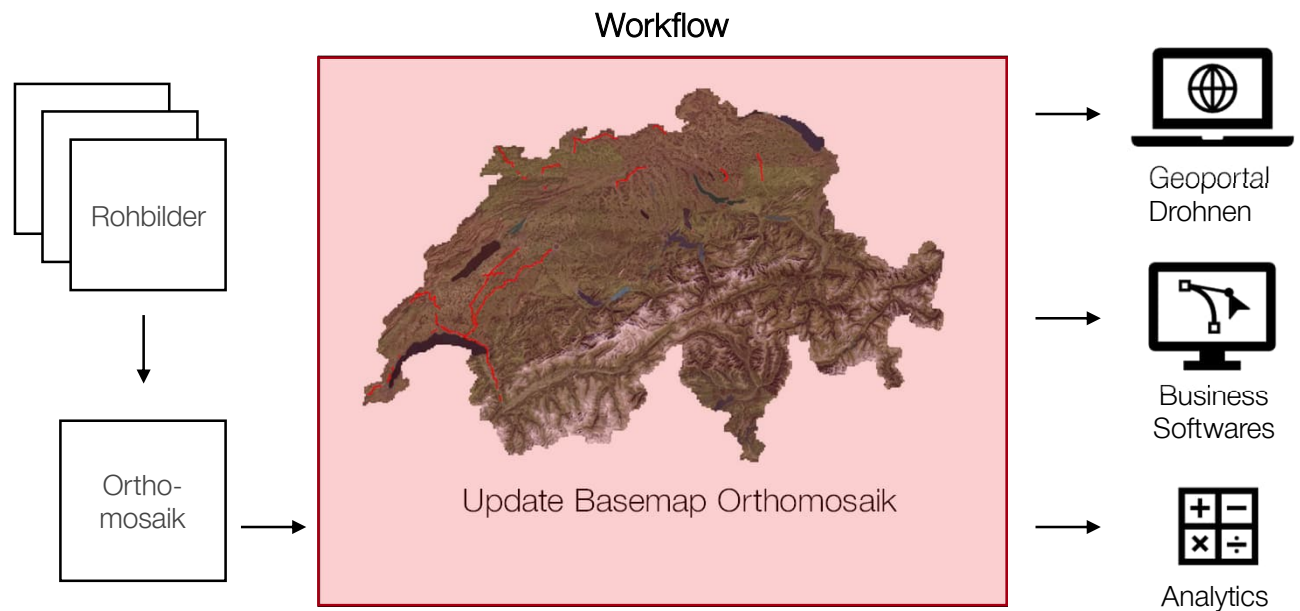 Workflow
Rohbilder
Ortho-
mosaik
Update Basemap Orthomosaik
Geoportal
Drohnen
Business
Softwares
Analytics